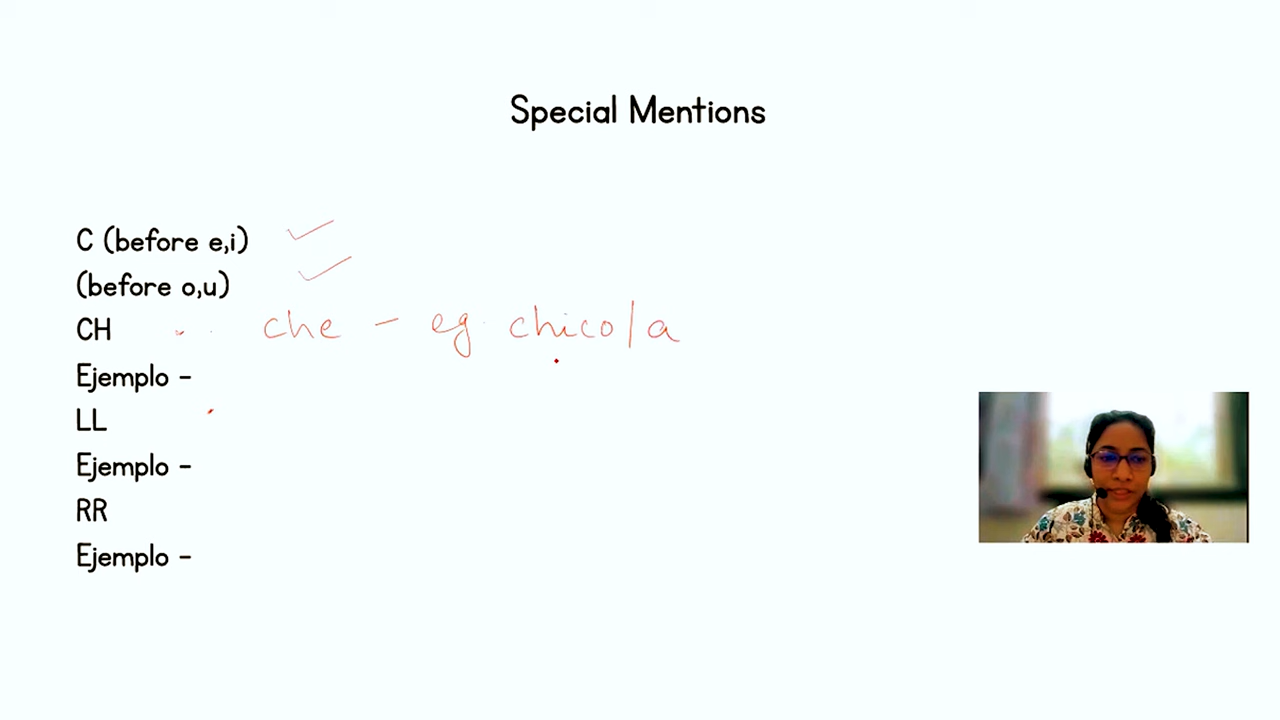 Special Mentions
C (before e,i)
(before o,u)
CH che - eg. chico/a
Ejemplo -
LL
Ejemplo -
RR
Ejemplo -